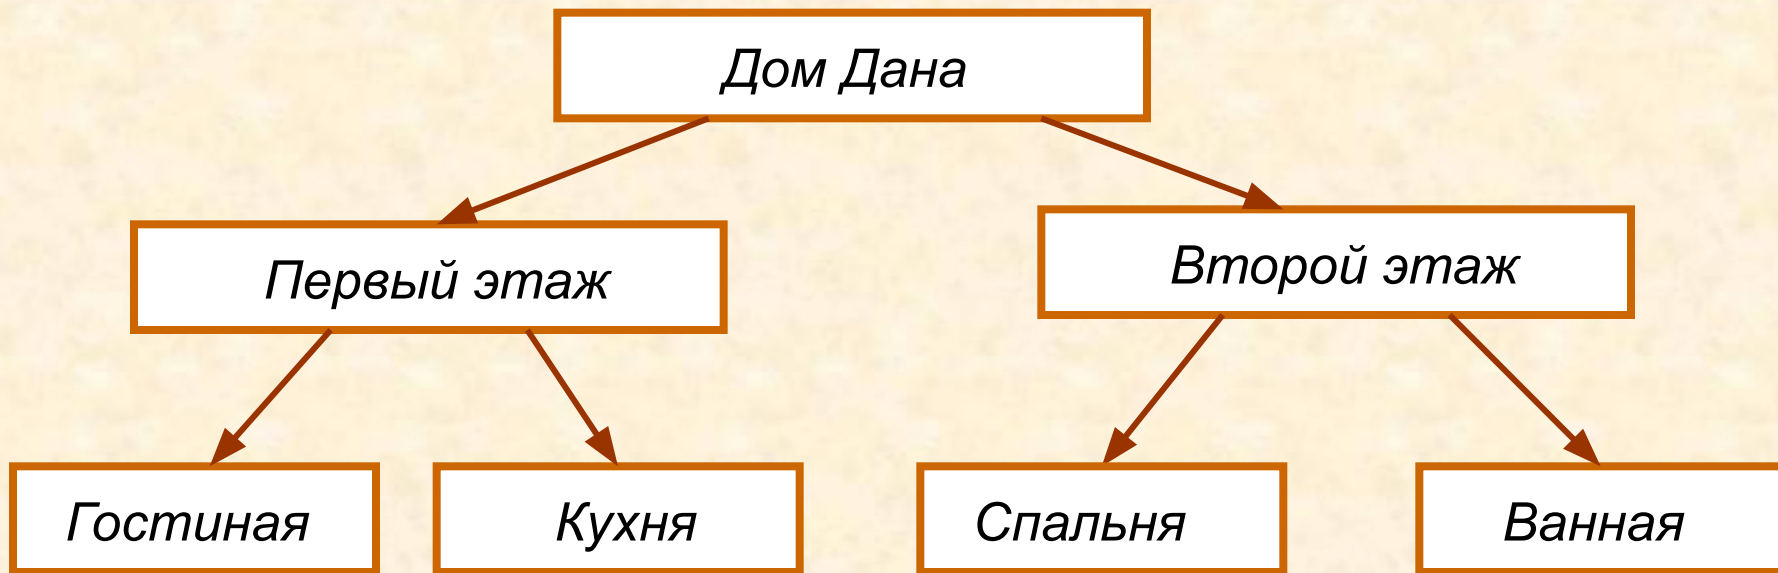 Дом Дана
Первый этаж
Второй этаж
Гостиная
Кухня
Спальня
Ванная